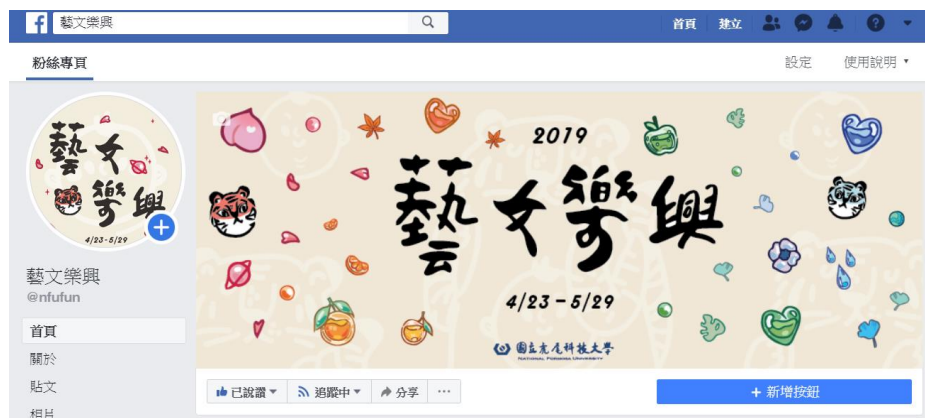 藝文樂興
首頁 建立
粉絲專頁
設定 使用說明
藝文樂興
4/23-5/29
2019
藝文樂興
4/23-5/29
國立虎尾科技大學
NATIONAL FORMOSA UNIVERSITY
藝文樂興
@nfufun
首頁
關於
貼文
相片
已說讚 追蹤中 分享 ...
+ 新增按鈕